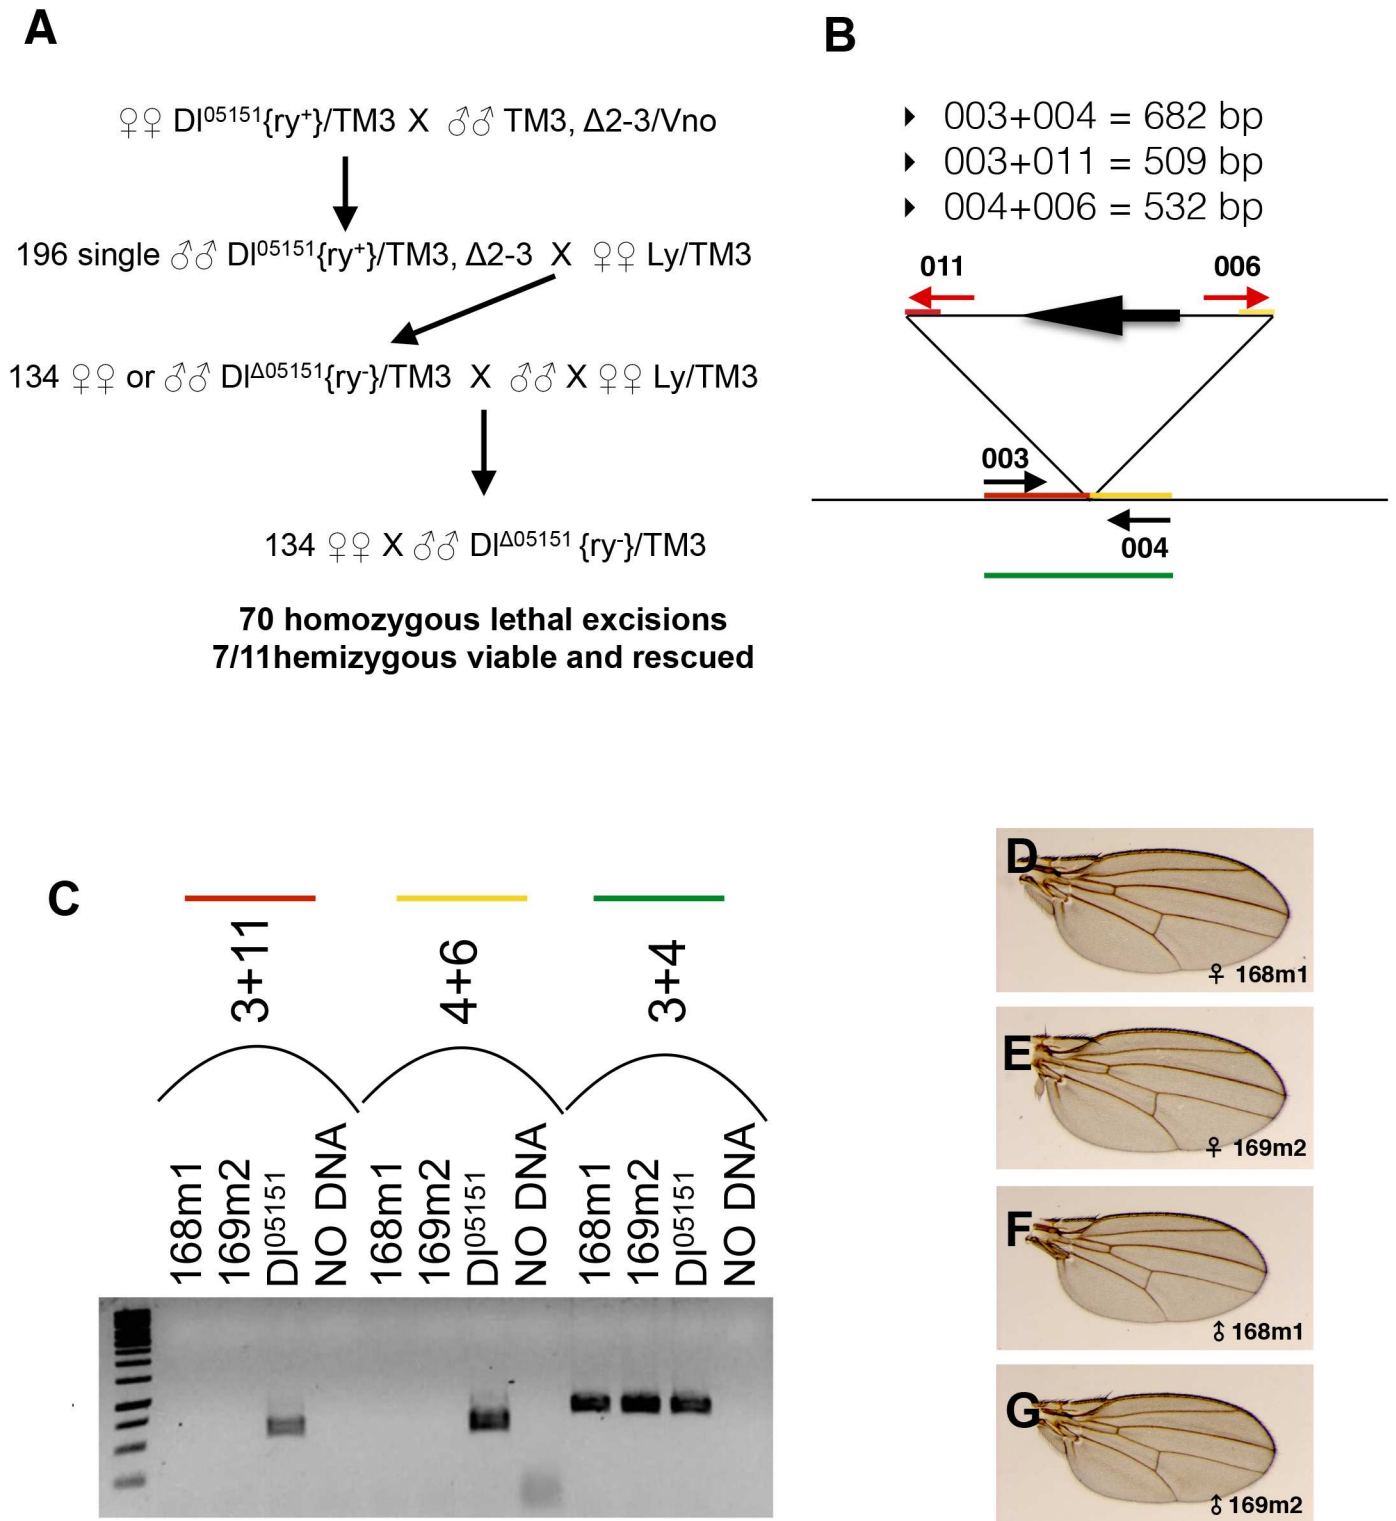 A
♀♀ Dl05151{ry+}/TM3 X ♂♂ TM3, Δ2-3/Vno
196 single ♂♂ Dl05151{ry+}/TM3, Δ2-3 X ♀♀ Ly/TM3
134 ♀♀ or ♂♂ DlΔ05151{ry-}/TM3 X ♂♂ X ♀♀ Ly/TM3
134 ♀♀ X ♂♂ DlΔ05151 {ry-}/TM3
70 homozygous lethal excisions
7/11hemizygous viable and rescued
B
003+004 = 682 bp
003+011 = 509 bp
004+006 = 532 bp
011
006
003
004
C
3+11
4+6
3+4
168m1
169m2
Dl05151
NO DNA
168m1
169m2
Dl05151
NO DNA
168m1
169m2
Dl05151
NO DNA
D
♀ 168m1
E
♀ 169m2
F
♂ 168m1
G
♂ 169m2